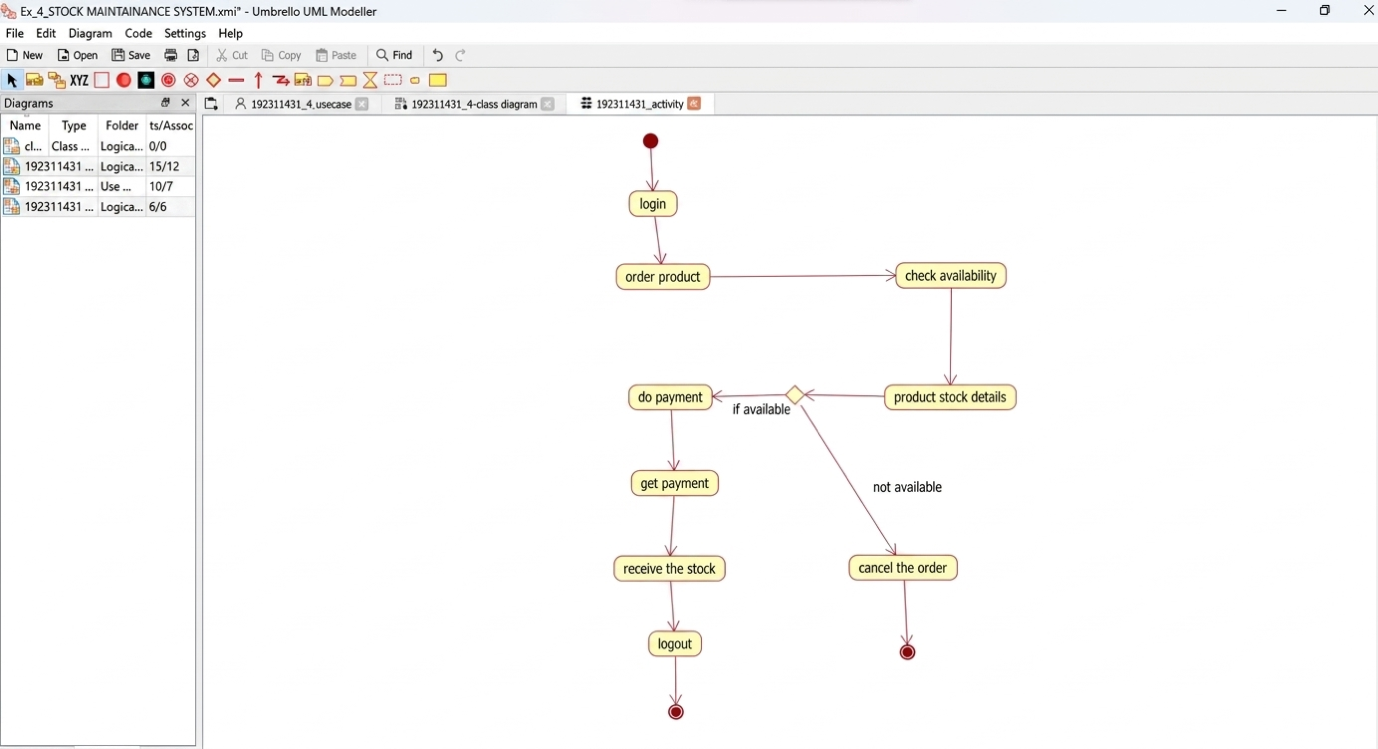 Ex_4_STOCK MAINTAINANCE SYSTEM.xmi* - Umbrello UML Modeller
File Edit Diagram Code Settings Help
New Open Save Cut Copy Paste Find
XYZ
Diagrams
192311431_4_usecase 192311431_4-class diagram 192311431_activity
Name Type Folder ts/Assoc
cl... Class ... Logica... 0/0
192311431 ... Logica... 15/12
192311431 ... Use ... 10/7
192311431 ... Logica... 6/6
login
order product
check availability
do payment
if available
product stock details
get payment
not available
receive the stock
cancel the order
logout